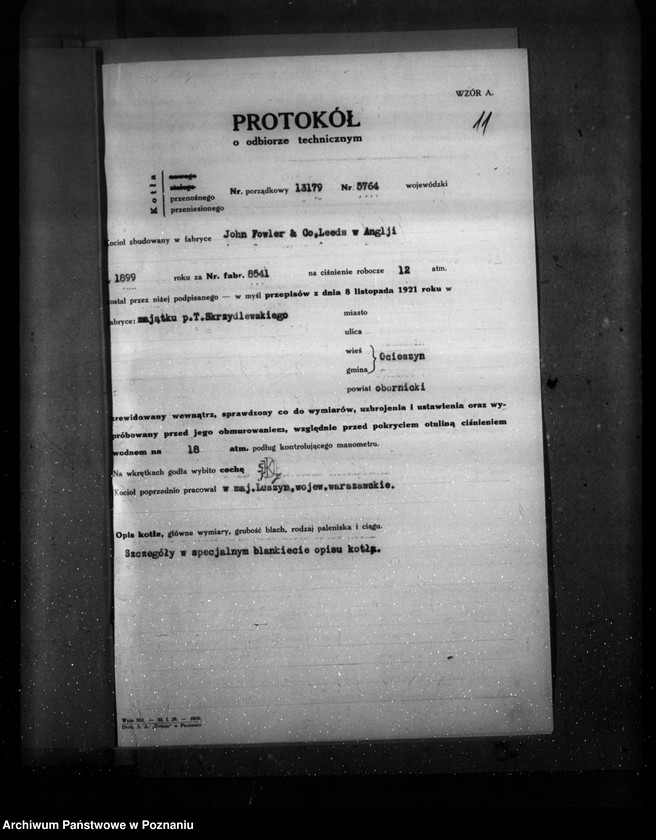 WZÓR A.
11
PROTOKÓŁ
o odbiorze technicznym
Kotła
nowego
stałego
przenośnego
przeniesionego
Nr. porządkowy 13179 Nr 5764 wojewódzki
Kocioł zbudowany w fabryce John Fowler & Co,Leeds w Anglji
1899 roku za Nr. fabr. 8541 na ciśnienie robocze 12 atm.
ostał przez niżej podpisanego — w myśl przepisów z dnia 8 listopada 1921 roku w
abryce: majątku p.T.Skrzydlewskiego
miasto
ulica
wieś
gmina
Ocieszyn
powiat obornicki
zrewidowany wewnątrz, sprawdzony co do wymiarów, uzbrojenia i ustawienia oraz wy-
próbowany przed jego obmurowaniem, względnie przed pokryciem otuliną ciśnieniem
wodnem na 18 atm. podług kontrolującego manometru.
Na wkrętkach godła wybito cechę
Kocioł poprzednio pracował w maj.Luszyn,wojew.warszawskie.
Opis kotła, główne wymiary, grubość blach, rodzaj paleniska i ciągu.
Szczegóły w specjalnym blankiecie opisu kotła.
Archiwum Państwowe w Poznaniu